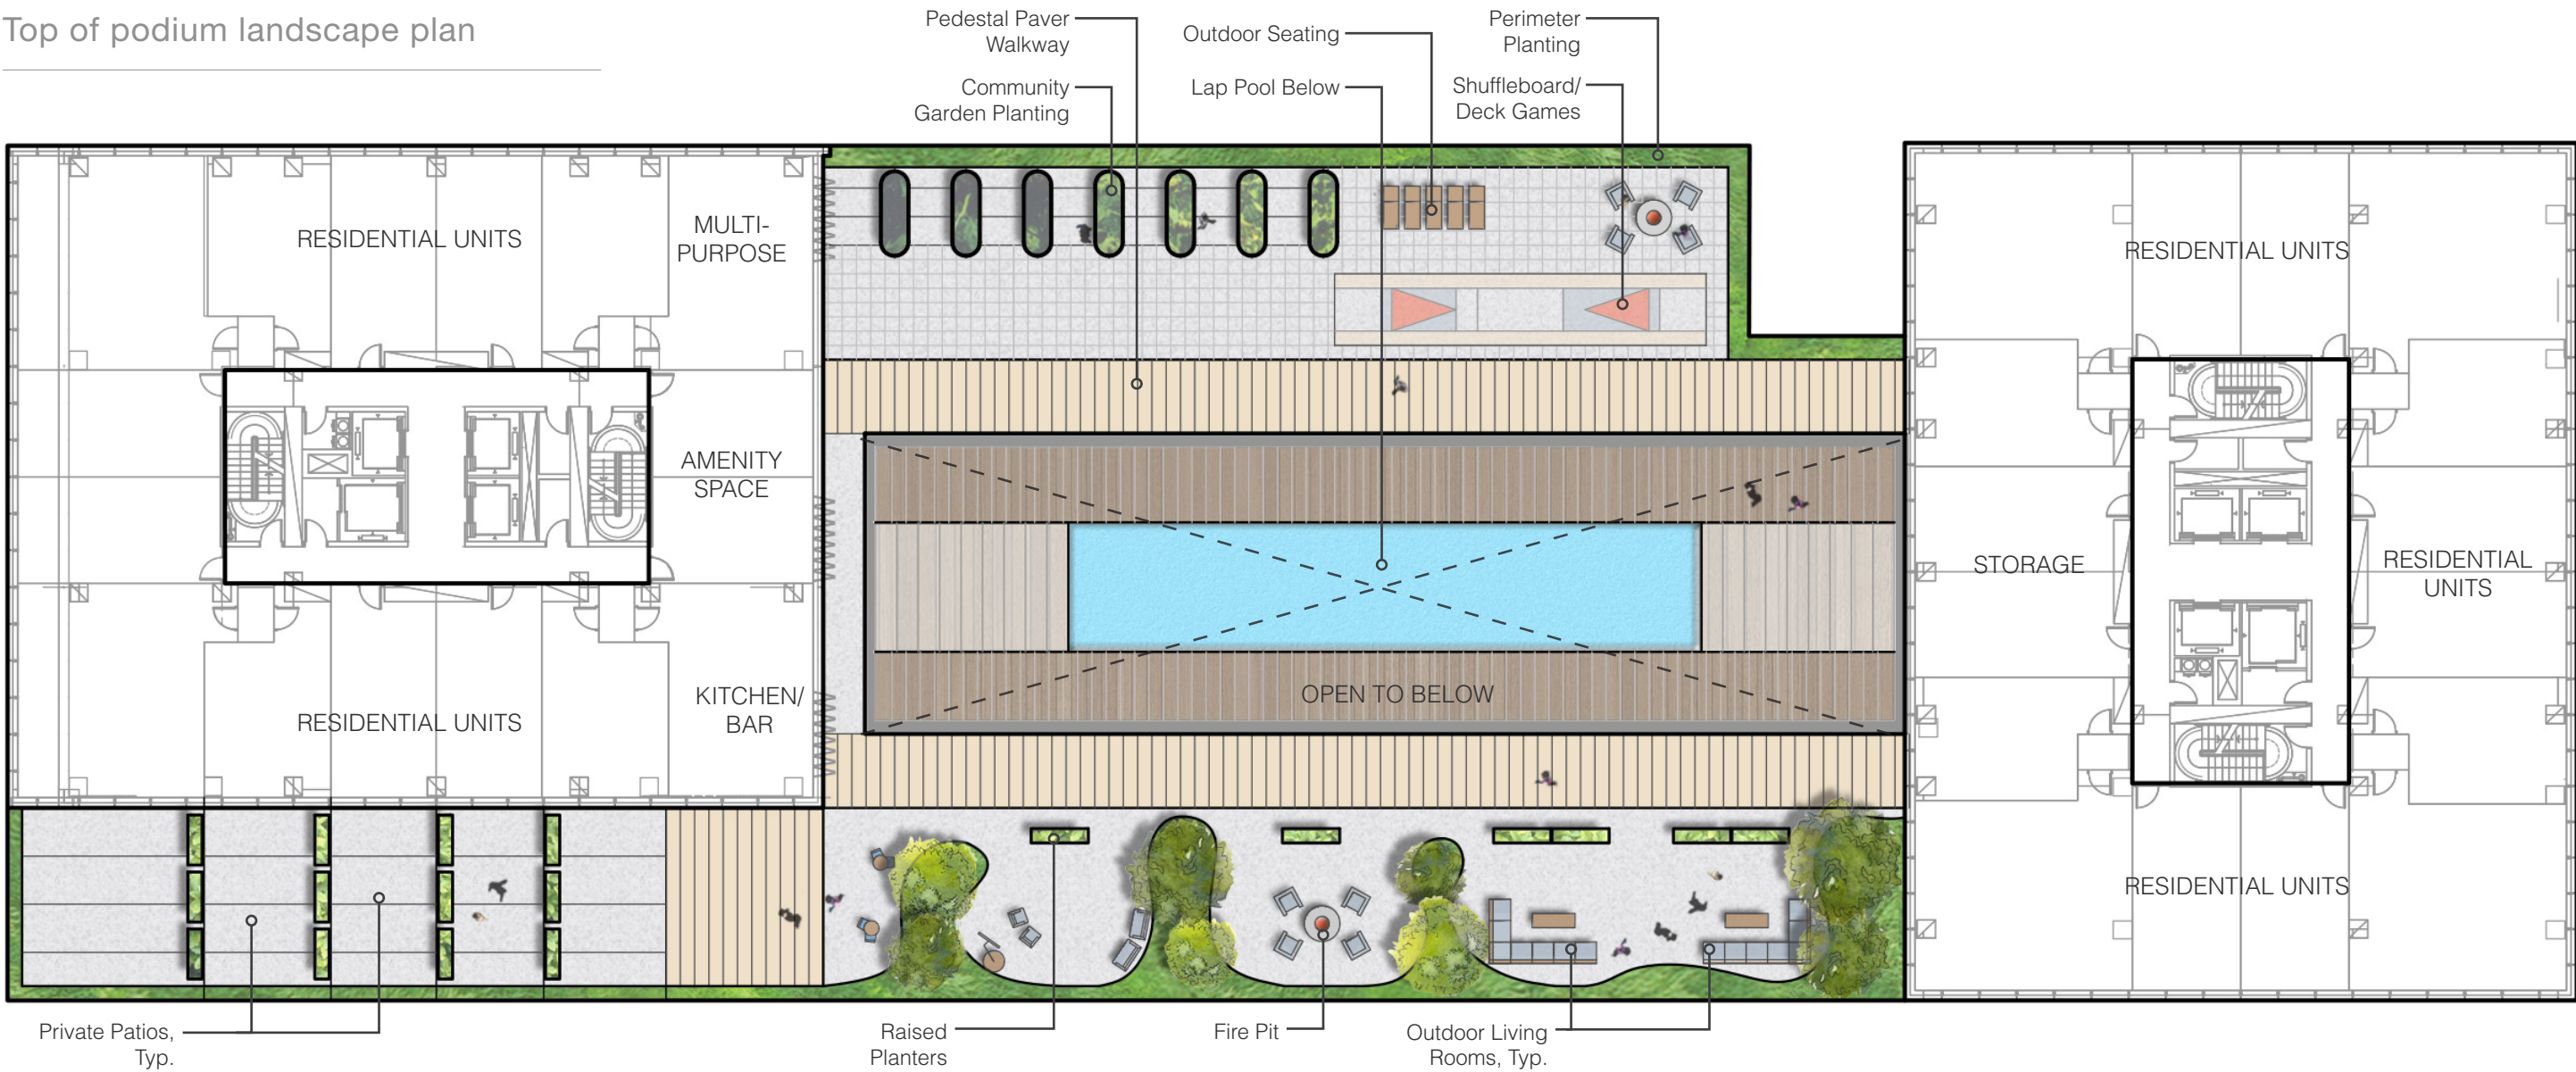 Top of podium landscape plan
Pedestal Paver
Walkway
Community
Garden Planting
Outdoor Seating
Lap Pool Below
Perimeter
Planting
Shuffleboard/
Deck Games
RESIDENTIAL UNITS
MULTI-
PURPOSE
AMENITY
SPACE
RESIDENTIAL UNITS
KITCHEN/
BAR
OPEN TO BELOW
RESIDENTIAL UNITS
STORAGE
RESIDENTIAL
UNITS
RESIDENTIAL UNITS
Private Patios,
Typ.
Raised
Planters
Fire Pit
Outdoor Living
Rooms, Typ.